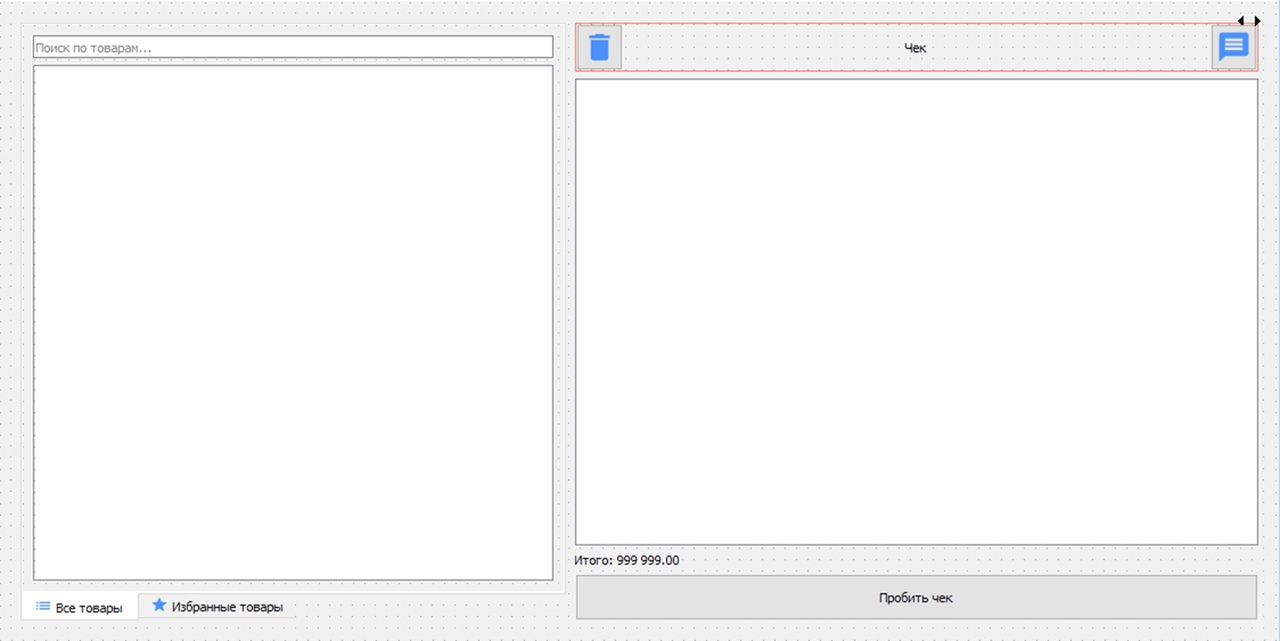 Поиск по товарам...
Все товары
Избранные товары
Чек
Итого: 999 999.00
Пробить чек